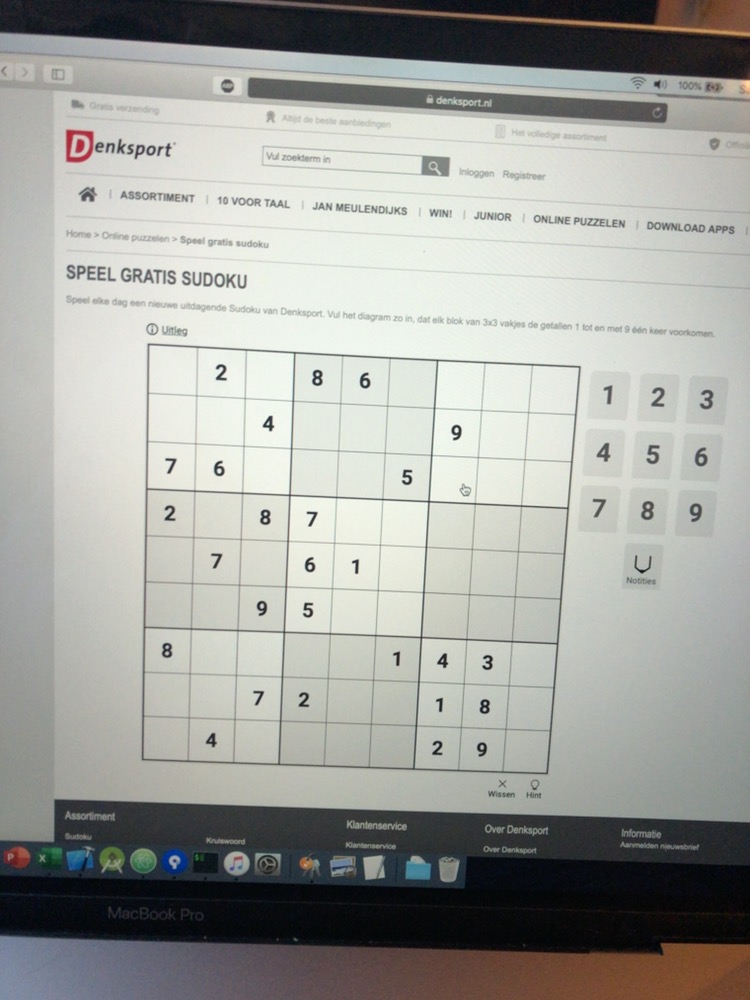 100%
denksport.nl
Gratis verzending
Altijd de beste aanbiedingen
Het volledige assortiment
Denksport
Vul zoekterm in
Inloggen Registreer
ASSORTIMENT | 10 VOOR TAAL | JAN MEULENDIJKS | WIN! | JUNIOR | ONLINE PUZZELEN | DOWNLOAD APPS |
Home > Online puzzelen > Speel gratis sudoku
SPEEL GRATIS SUDOKU
Speel elke dag een nieuwe uitdagende Sudoku van Denksport. Vul het diagram zo in, dat elk blok van 3x3 vakjes de getallen 1 tot en met 9 één keer voorkomen.
Uitleg
2 8 6
4 9
7 6 5
2 8 7
7 6 1
9 5
8 1 4 3
7 2 1 8
4 2 9
1 2 3
4 5 6
7 8 9
Notities
Wissen Hint
Assortiment
Sudoku
Kruiswoord
Klantenservice
Klantenservice
Over Denksport
Over Denksport
Informatie
Aanmelden nieuwsbrief
MacBook Pro